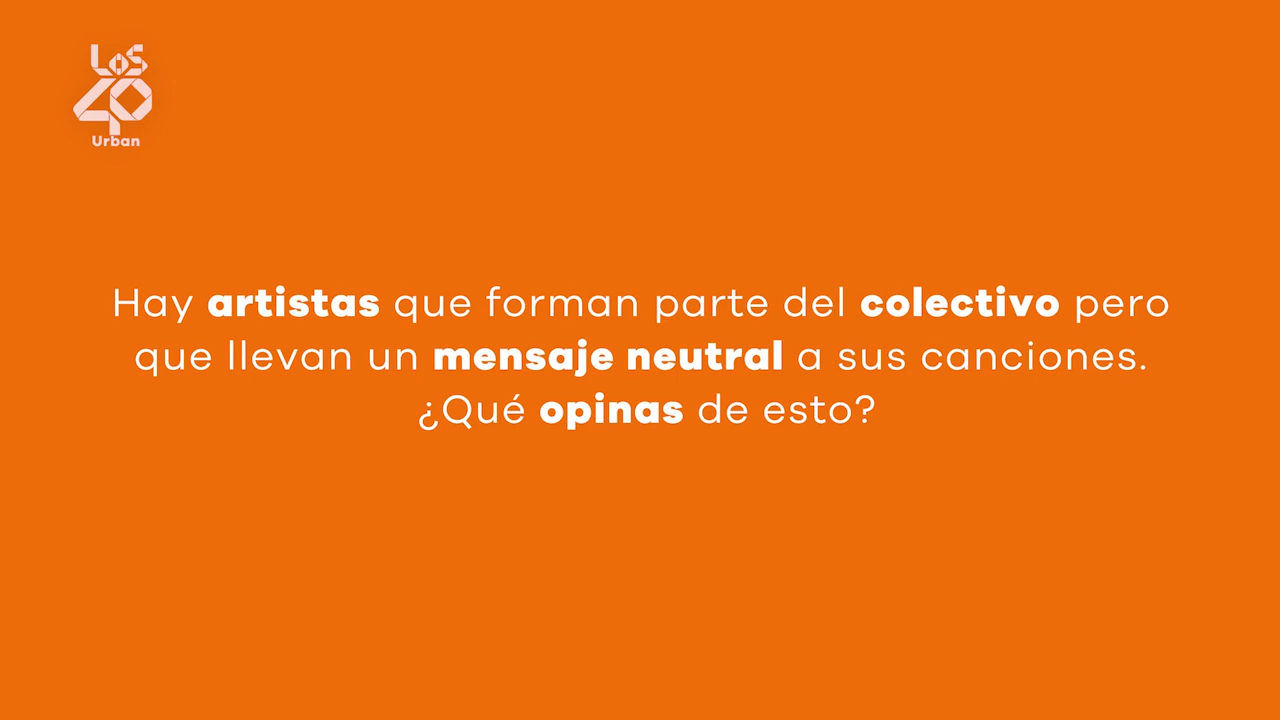 Los
40
Urban
Hay artistas que forman parte del colectivo pero
que llevan un mensaje neutral a sus canciones.
¿Qué opinas de esto?